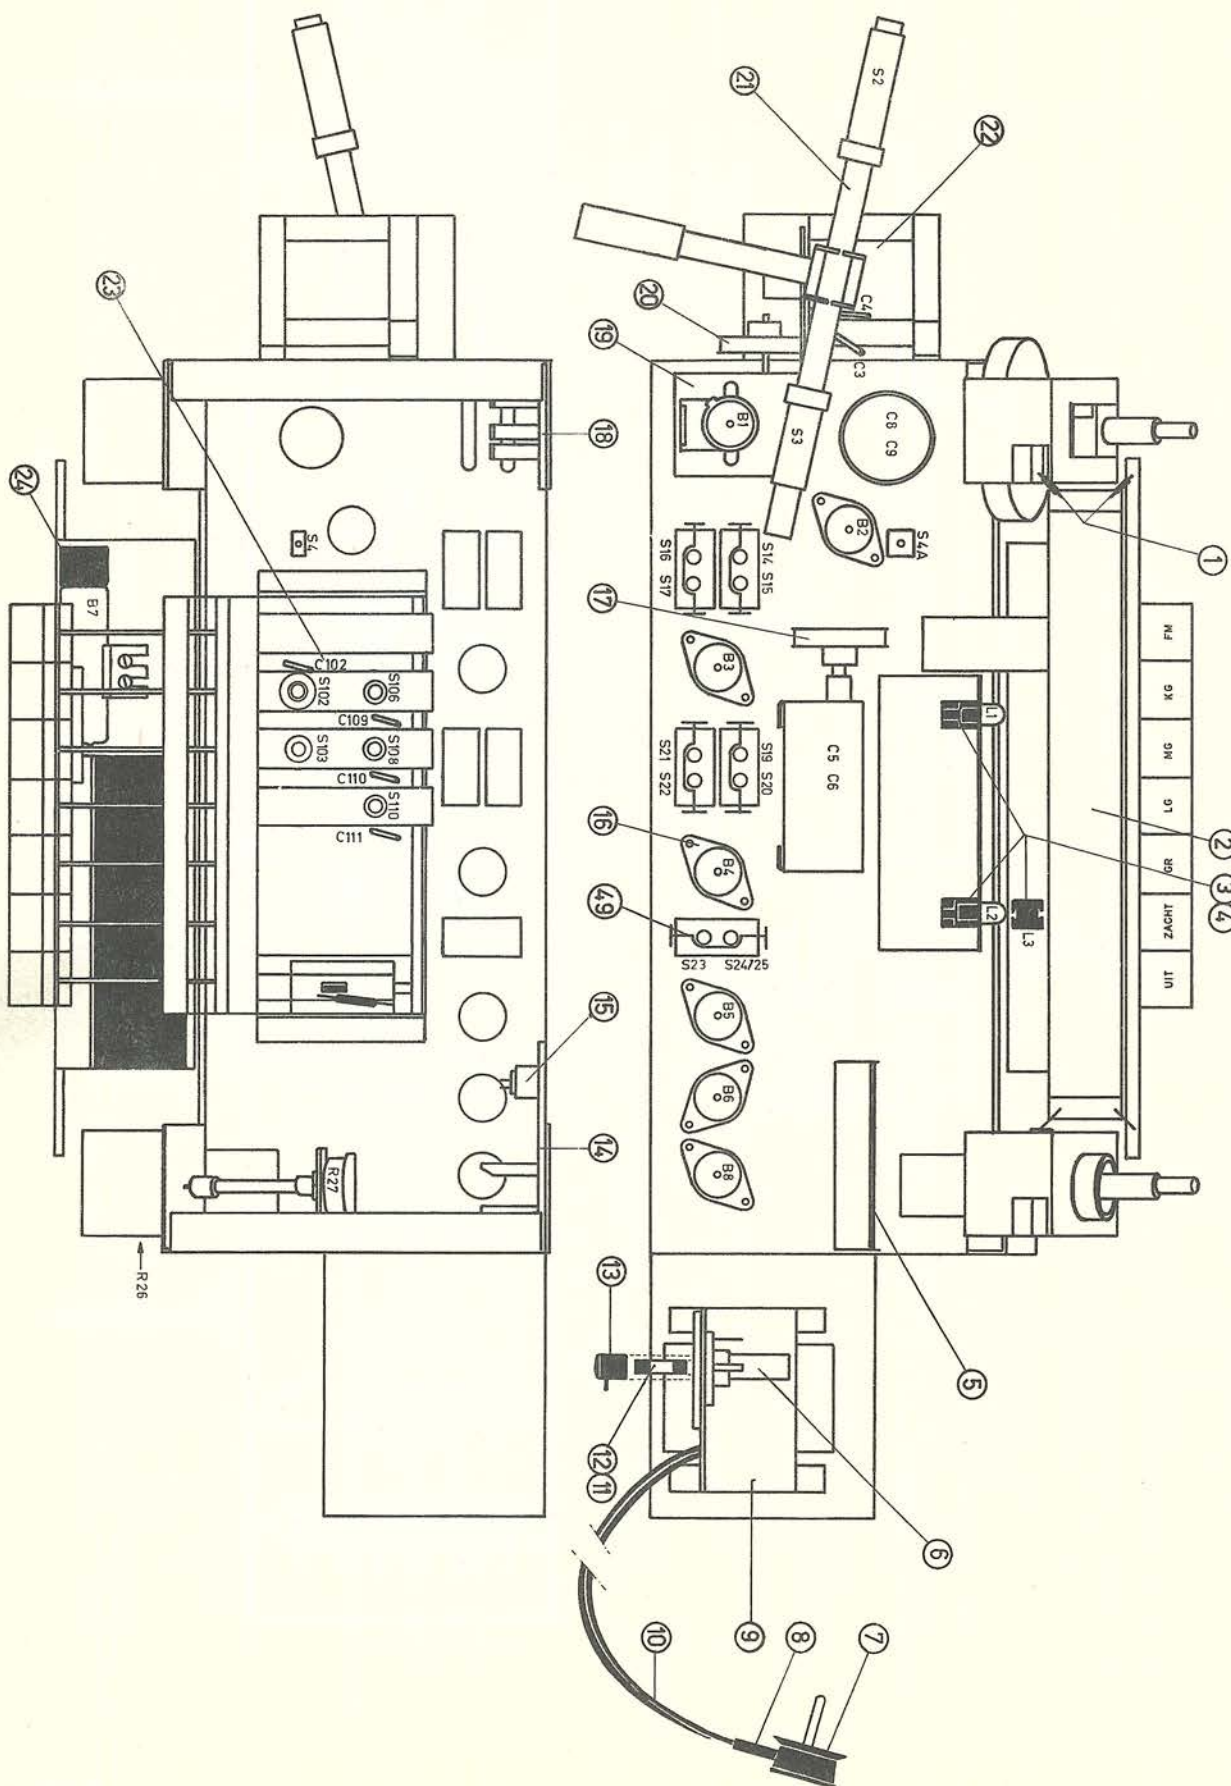 S2
21
22
C4
20
19
C3
B1
S3
C8 C9
B2
S4A
S16 S17
S14 S15
17
1
B3
FM
KG
MG
LG
GR
ZACHT
UIT
L1
S21 S22
S19 S20
C5 C6
16
B4
2
3
4
L2
L3
49
S23
S24/25
B5
B6
B8
5
13
12
11
6
10
9
8
7
23
18
24
S4
B7
C102
S102
S106
C109
S103
S108
C110
S110
C111
15
14
R27
R26